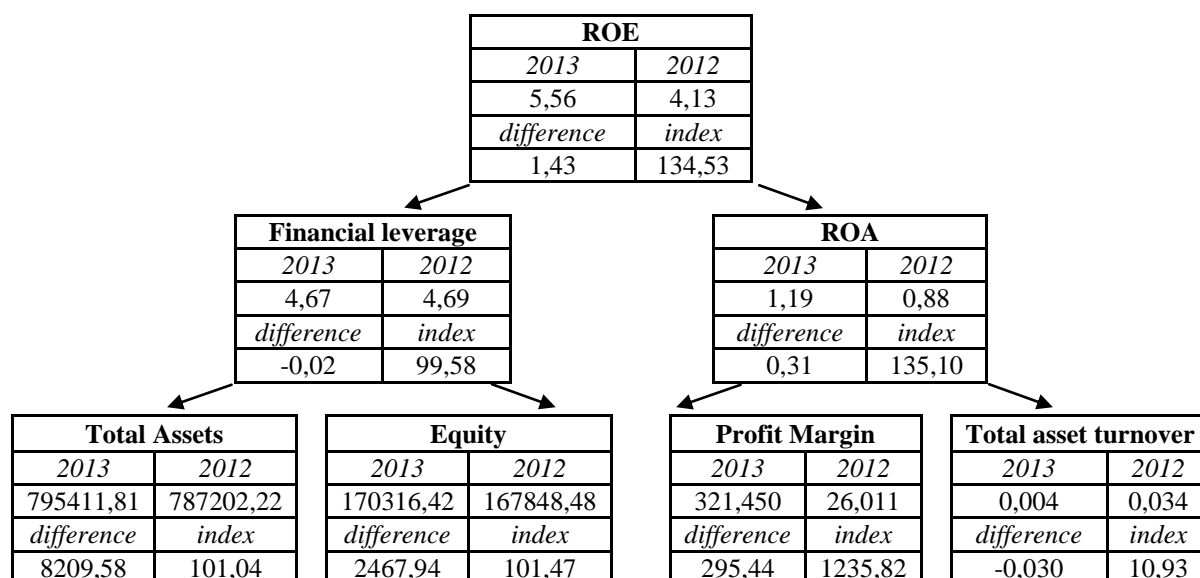 ROE
2013 2012
5,56 4,13
difference index
1,43 134,53
Financial leverage
2013 2012
4,67 4,69
difference index
-0,02 99,58
ROA
2013 2012
1,19 0,88
difference index
0,31 135,10
Total Assets
2013 2012
795411,81 787202,22
difference index
8209,58 101,04
Equity
2013 2012
170316,42 167848,48
difference index
2467,94 101,47
Profit Margin
2013 2012
321,450 26,011
difference index
295,44 1235,82
Total asset turnover
2013 2012
0,004 0,034
difference index
-0,030 10,93